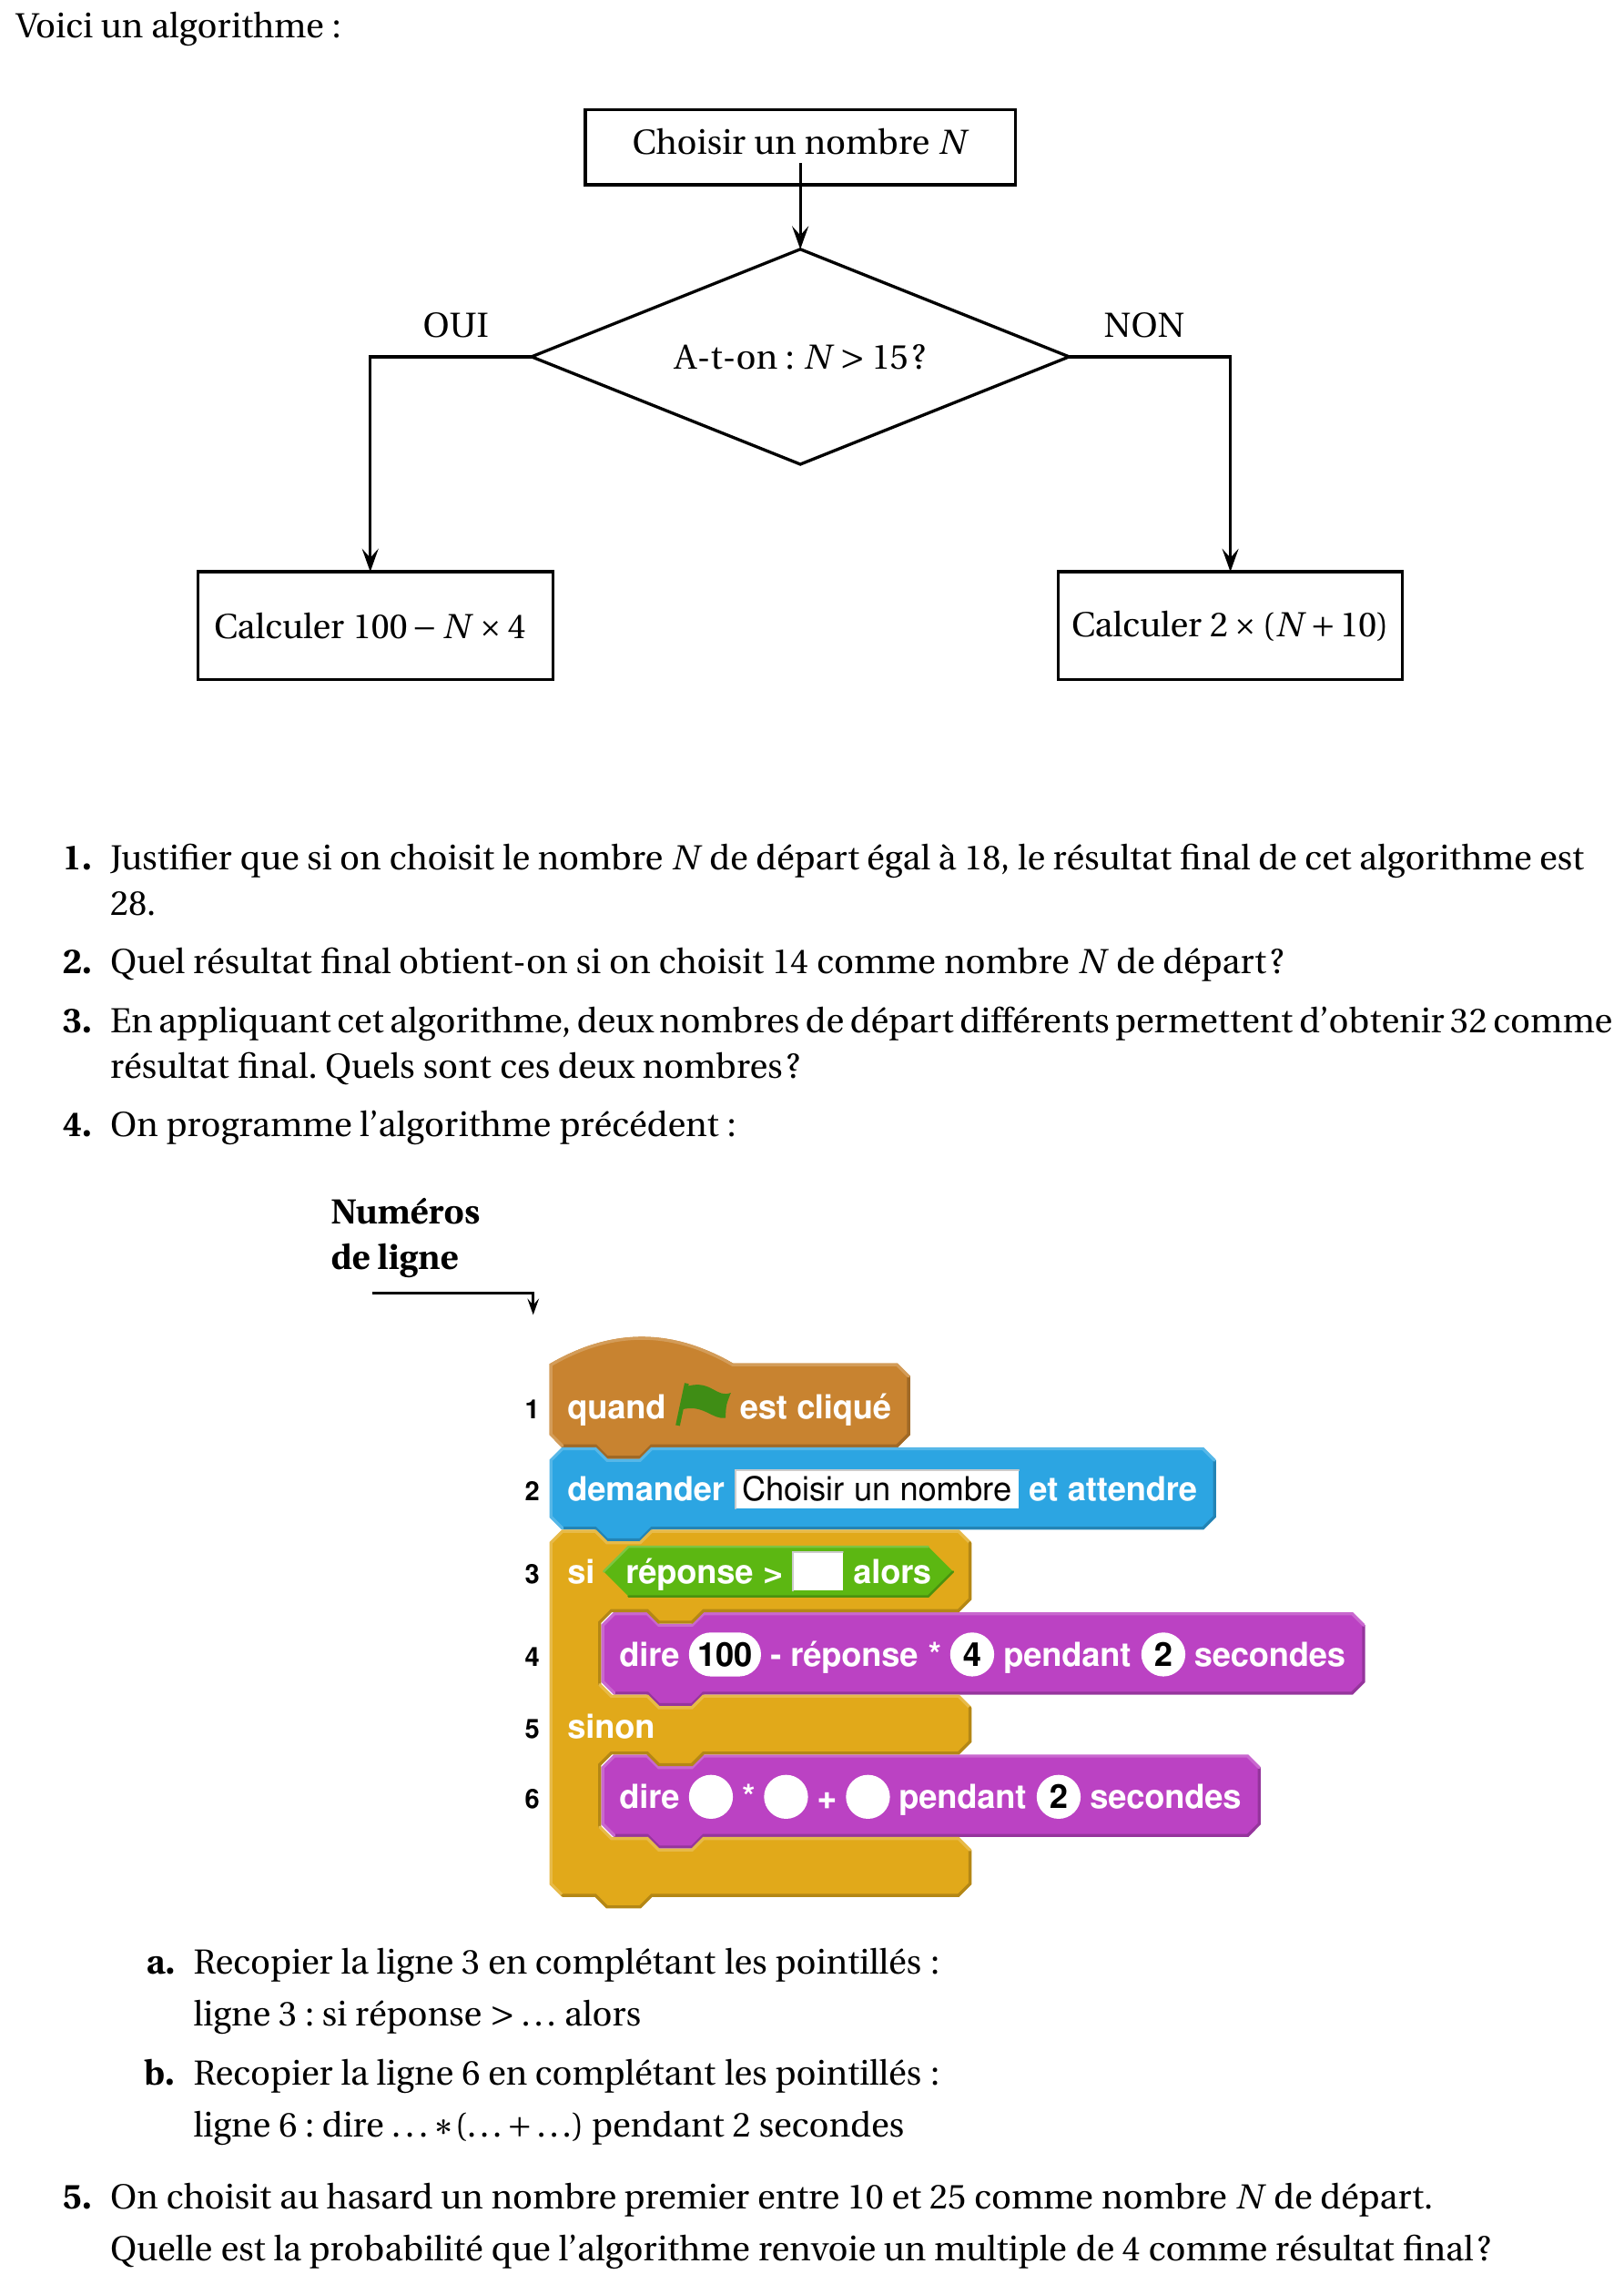 Voici un algorithme :
Choisir un nombre N
OUI
NON
A-t-on : N > 15 ?
Calculer 100 − N × 4
Calculer 2 × (N + 10)
1. Justifier que si on choisit le nombre N de départ égal à 18, le résultat final de cet algorithme est
28.
2. Quel résultat final obtient-on si on choisit 14 comme nombre N de départ ?
3. En appliquant cet algorithme, deux nombres de départ différents permettent d'obtenir 32 comme
résultat final. Quels sont ces deux nombres ?
4. On programme l'algorithme précédent :
Numéros
de ligne
1 quand est cliqué
2 demander Choisir un nombre et attendre
3 si réponse > alors
4 dire 100 - réponse * 4 pendant 2 secondes
5 sinon
6 dire * + pendant 2 secondes
a. Recopier la ligne 3 en complétant les pointillés :
ligne 3 : si réponse > ... alors
b. Recopier la ligne 6 en complétant les pointillés :
ligne 6 : dire ... ∗ (... + ...) pendant 2 secondes
5. On choisit au hasard un nombre premier entre 10 et 25 comme nombre N de départ.
Quelle est la probabilité que l'algorithme renvoie un multiple de 4 comme résultat final ?